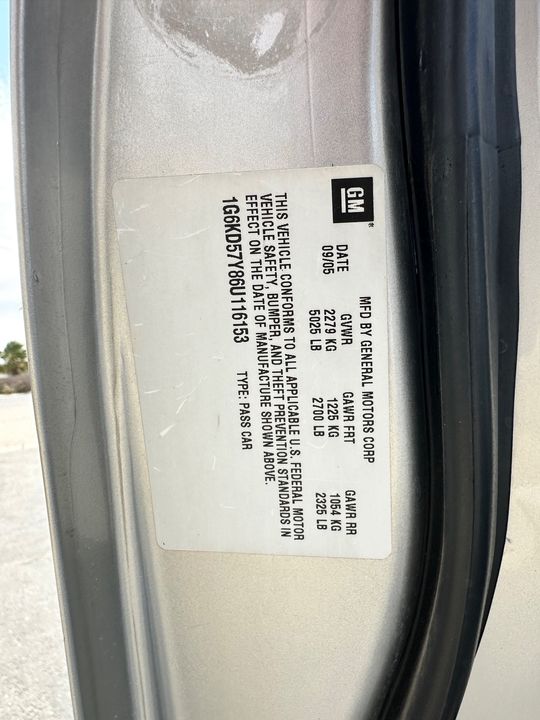 GM
MFD BY GENERAL MOTORS CORP
DATE GVWR GAWR FRT GAWR RR
09/05 2279 KG 1225 KG 1054 KG
5025 LB 2700 LB 2325 LB
THIS VEHICLE CONFORMS TO ALL APPLICABLE U.S. FEDERAL MOTOR
VEHICLE SAFETY, BUMPER, AND THEFT PREVENTION STANDARDS IN
EFFECT ON THE DATE OF MANUFACTURE SHOWN ABOVE.
1G6KD57Y86U116153 TYPE: PASS CAR